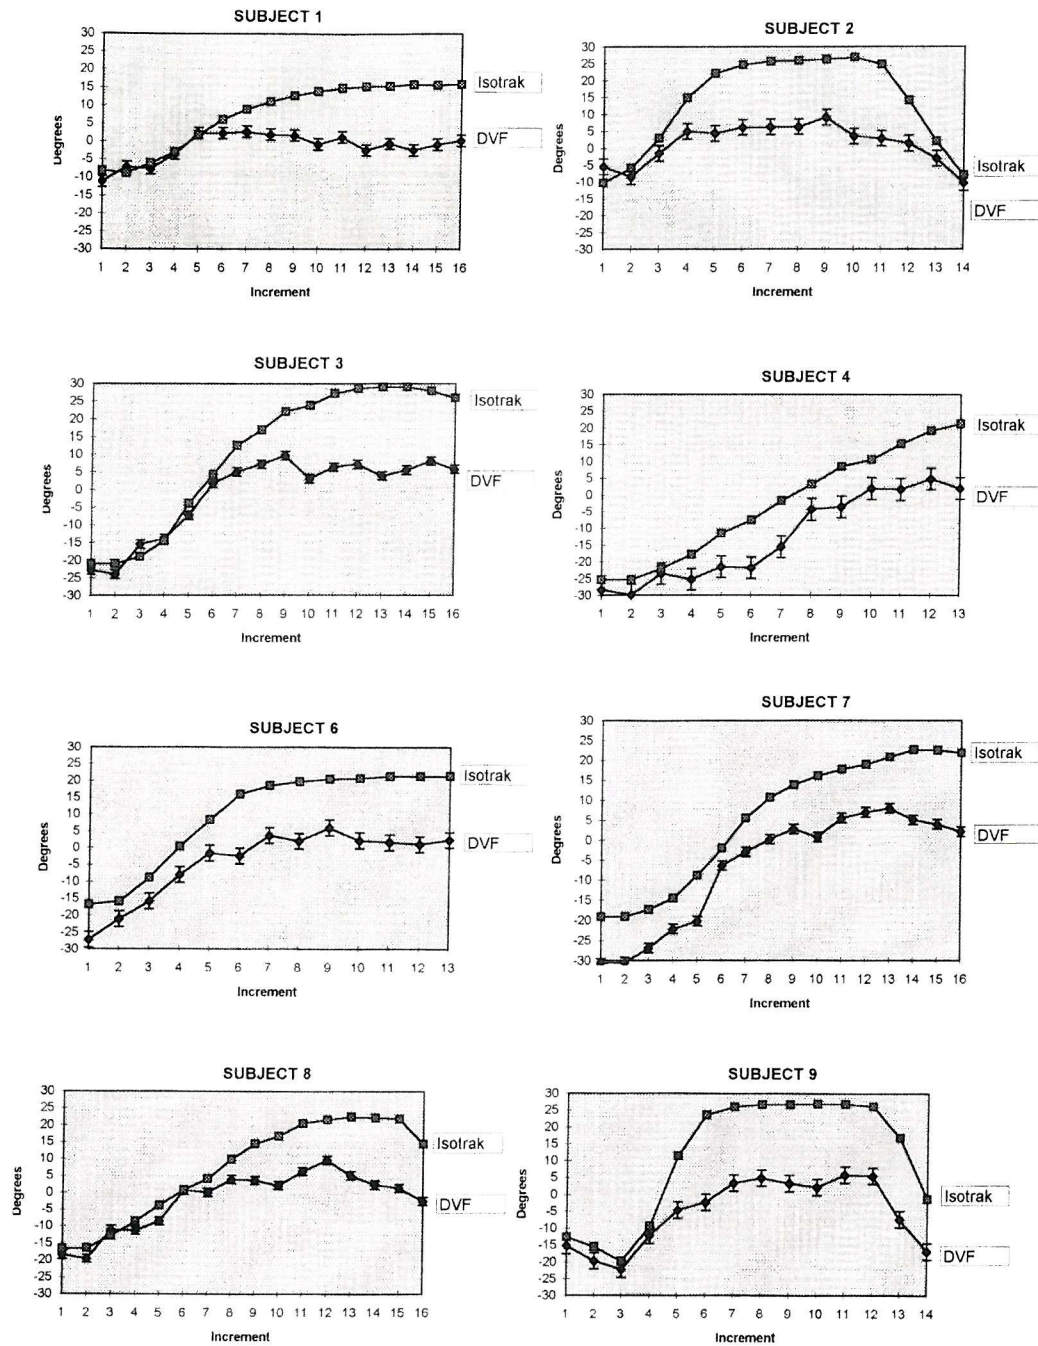 SUBJECT 1
30
25
20
15
10
5
0
-5
-10
-15
-20
-25
-30
Degrees
Isotrak
DVF
1 2 3 4 5 6 7 8 9 10 11 12 13 14 15 16
Increment
SUBJECT 2
30
25
20
15
10
5
0
-5
-10
-15
-20
-25
-30
Degrees
Isotrak
DVF
1 2 3 4 5 6 7 8 9 10 11 12 13 14
Increment
SUBJECT 3
30
25
20
15
10
5
0
-5
-10
-15
-20
-25
-30
Degrees
Isotrak
DVF
1 2 3 4 5 6 7 8 9 10 11 12 13 14 15 16
Increment
SUBJECT 4
30
25
20
15
10
5
0
-5
-10
-15
-20
-25
-30
Degrees
Isotrak
DVF
1 2 3 4 5 6 7 8 9 10 11 12 13
Increment
SUBJECT 6
30
25
20
15
10
5
0
-5
-10
-15
-20
-25
-30
Degrees
Isotrak
DVF
1 2 3 4 5 6 7 8 9 10 11 12 13
Increment
SUBJECT 7
30
25
20
15
10
5
0
-5
-10
-15
-20
-25
-30
Degrees
Isotrak
DVF
1 2 3 4 5 6 7 8 9 10 11 12 13 14 15 16
Increment
SUBJECT 8
30
25
20
15
10
5
0
-5
-10
-15
-20
-25
-30
Degrees
Isotrak
DVF
1 2 3 4 5 6 7 8 9 10 11 12 13 14 15 16
Increment
SUBJECT 9
30
25
20
15
10
5
0
-5
-10
-15
-20
-25
-30
Degrees
Isotrak
DVF
1 2 3 4 5 6 7 8 9 10 11 12 13 14
Increment